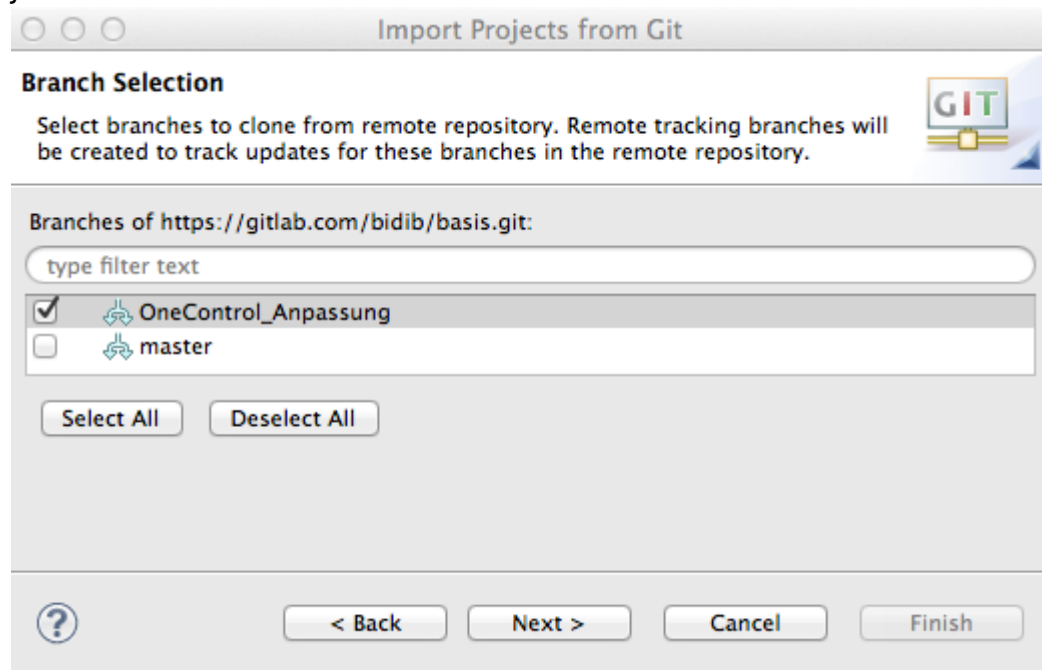 Import Projects from Git
Branch Selection
Select branches to clone from remote repository. Remote tracking branches will
be created to track updates for these branches in the remote repository.
GIT
Branches of https://gitlab.com/bidib/basis.git:
type filter text
OneControl_Anpassung
master
Select All Deselect All
? < Back Next > Cancel Finish